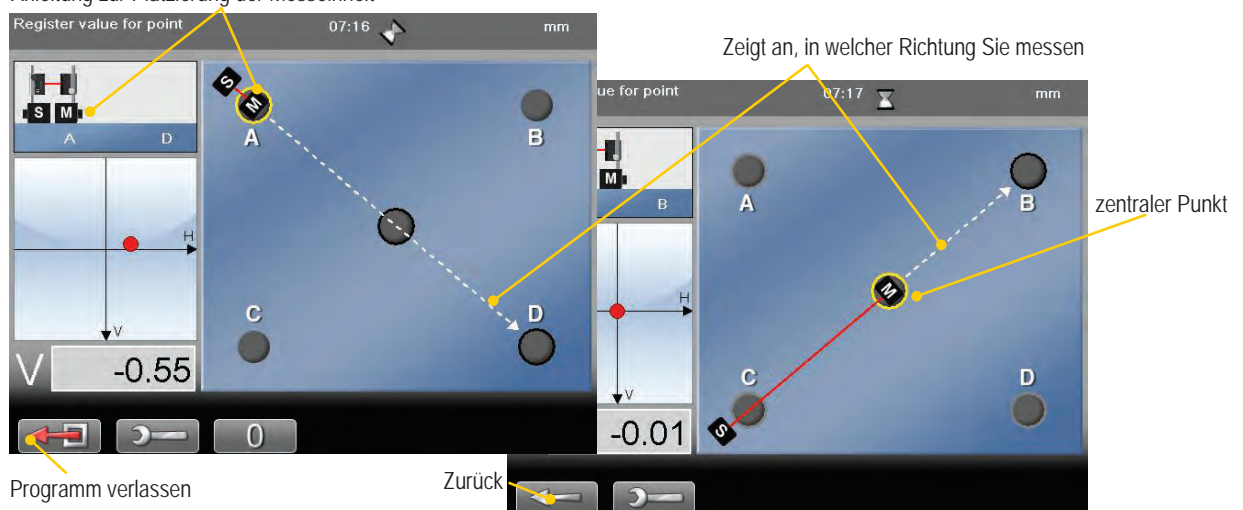 Anleitung zur Platzierung der Messeinheit
Register value for point
07:16
mm
S M
A D
S
M
A
B
C
D
H
V
V -0.55
0
Programm verlassen
Zeigt an, in welcher Richtung Sie messen
ue for point
07:17
mm
M
B
A
B
zentraler Punkt
M
H
V
C
D
S
-0.01
Zurück